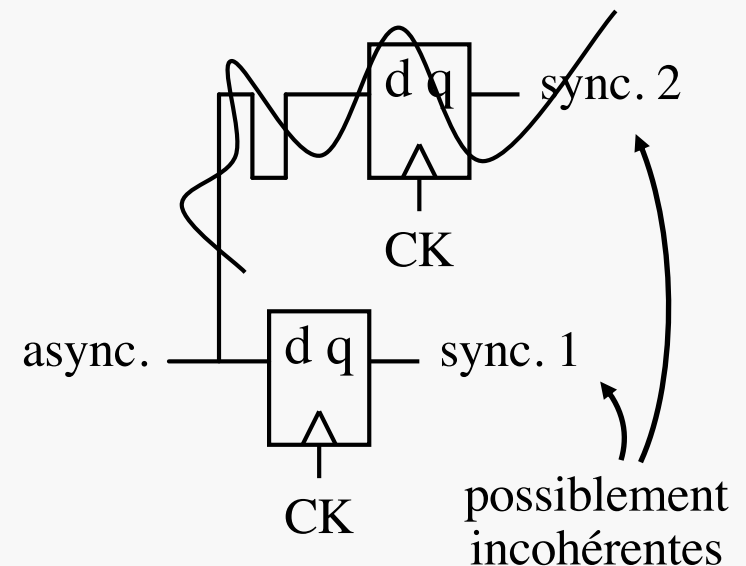 d q
sync. 2
CK
async.
d q
sync. 1
CK
possiblement
incohérentes